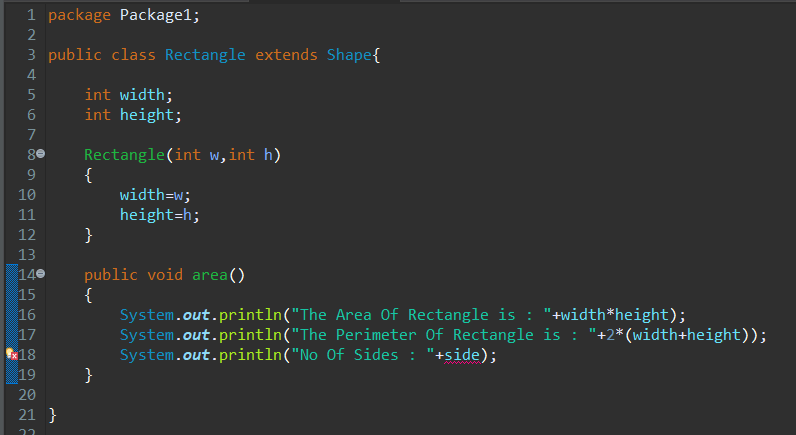 1 package Package1;
2
3 public class Rectangle extends Shape{
4
5     int width;
6     int height;
7
8     Rectangle(int w,int h)
9     {
10         width=w;
11         height=h;
12     }
13
14     public void area()
15     {
16         System.out.println("The Area Of Rectangle is : "+width*height);
17         System.out.println("The Perimeter Of Rectangle is : "+2*(width+height));
18         System.out.println("No Of Sides : "+side);
19     }
20
21 }
22